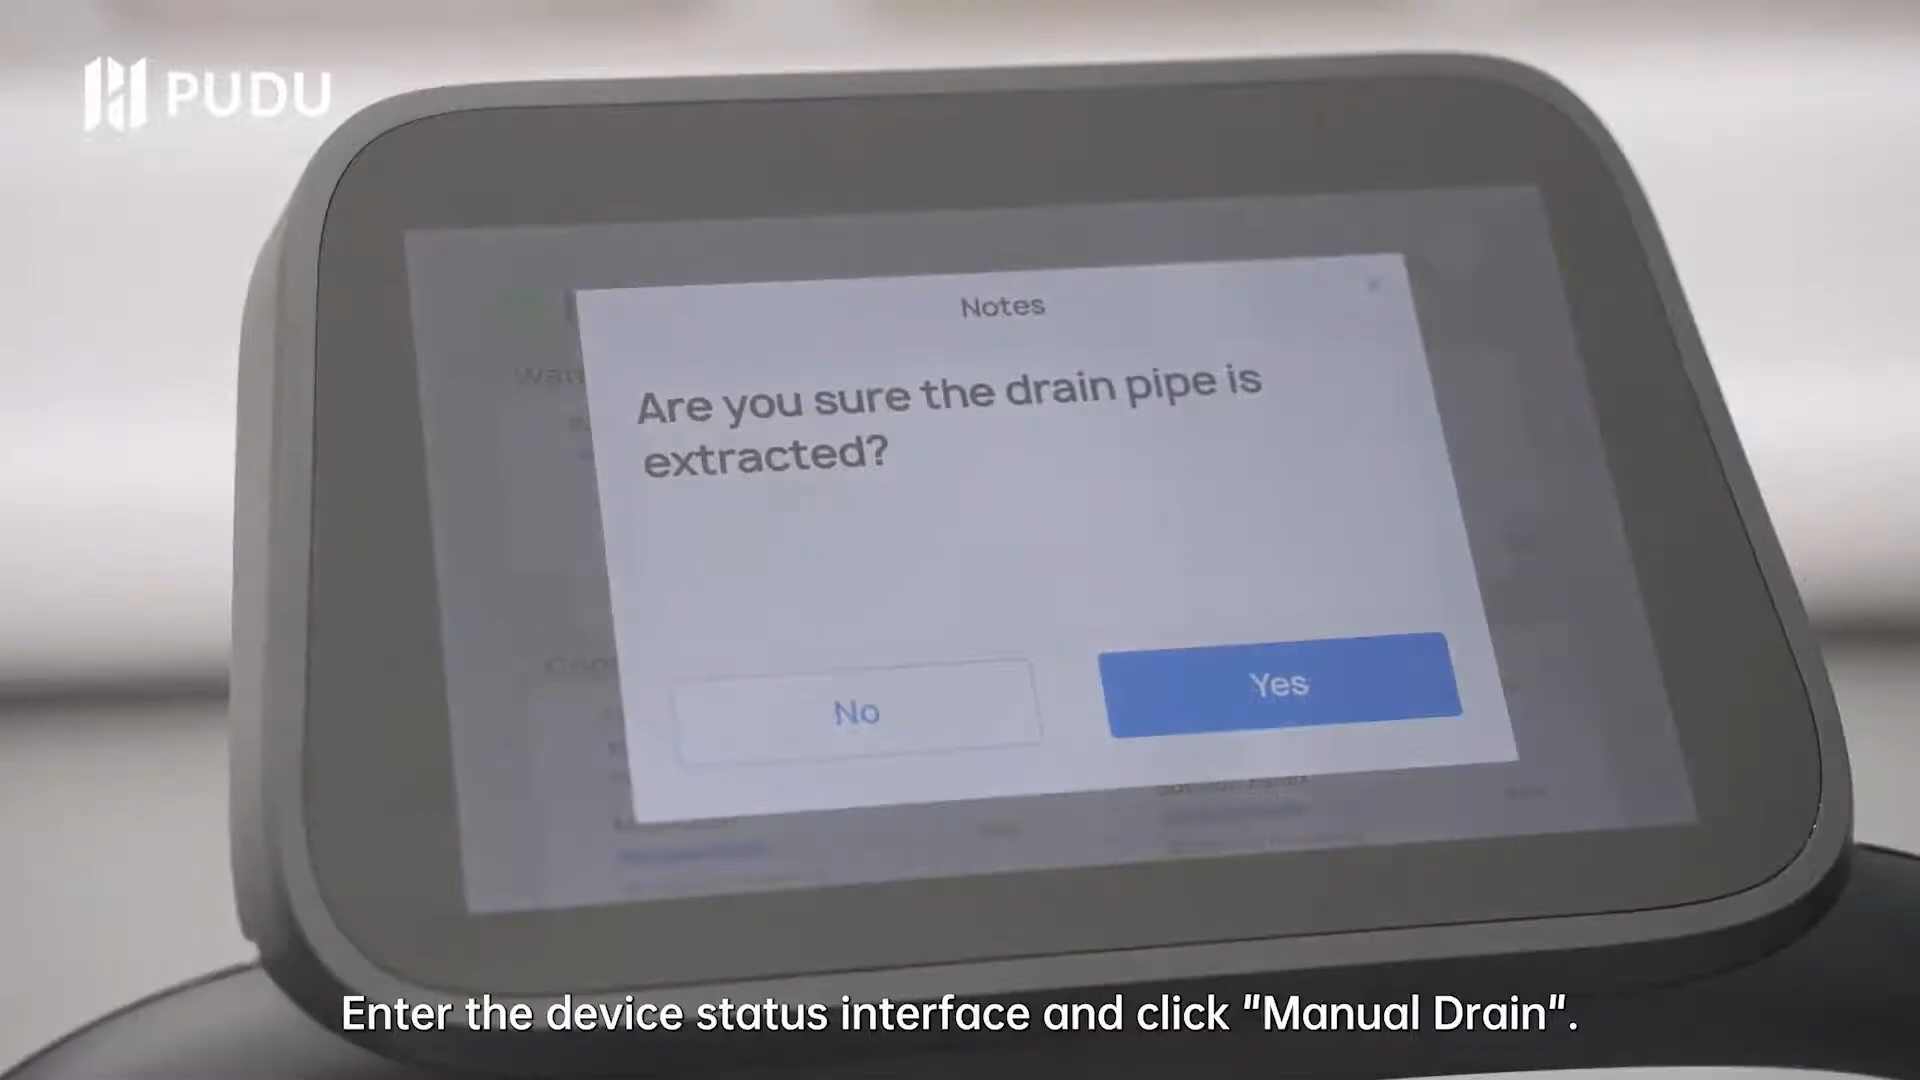 PUDU
Notes
Are you sure the drain pipe is
extracted?
No
Yes
Enter the device status interface and click "Manual Drain".